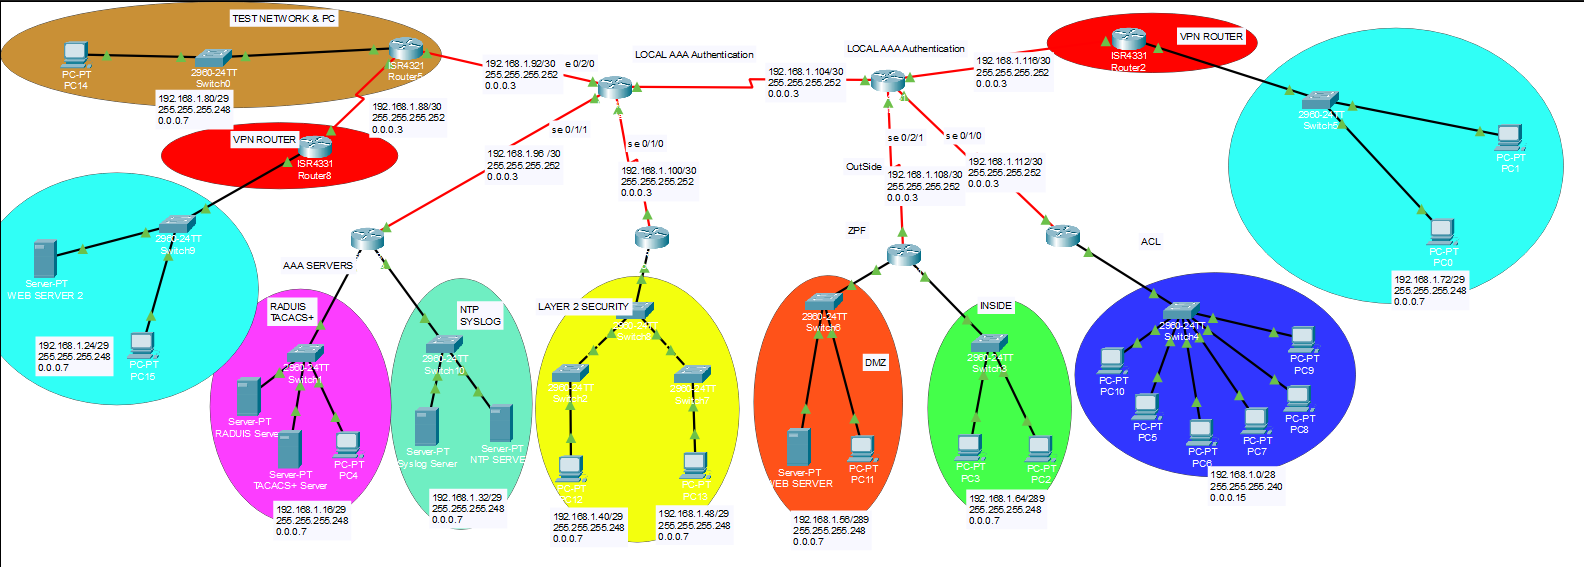 TEST NETWORK & PC
PC-PT
PC14
2960-24TT
Switch0
ISR4321
Router5
192.168.1.80/29
255.255.255.248
0.0.0.7
192.168.1.88/30
255.255.255.252
0.0.0.3
192.168.1.92/30
255.255.255.252
0.0.0.3
e 0/2/0
LOCAL AAA Authentication
192.168.1.104/30
255.255.255.252
0.0.0.3
LOCAL AAA Authentication
192.168.1.116/30
255.255.255.252
0.0.0.3
ISR4331
Router2
VPN ROUTER
VPN ROUTER
ISR4331
Router8
se 0/1/1
192.168.1.96 /30
255.255.255.252
0.0.0.3
se 0/1/0
192.168.1.100/30
255.255.255.252
0.0.0.3
se 0/2/1
OutSide
192.168.1.108/30
255.255.255.252
0.0.0.3
se 0/1/0
192.168.1.112/30
255.255.255.252
0.0.0.3
2960-24TT
PC-PT
PC1
PC-PT
PC0
192.168.1.72/29
255.255.255.248
0.0.0.7
2960-24TT
Switch9
Server-PT
WEB SERVER 2
PC-PT
PC15
192.168.1.24/29
255.255.255.248
0.0.0.7
AAA SERVERS
RADUIS
TACACS+
2960-24TT
Switch1
Server-PT
RADUIS Serve
Server-PT
TACACS+ Server
PC-PT
PC4
192.168.1.16/29
255.255.255.248
0.0.0.7
NTP
SYSLOG
2960-24TT
Switch10
Server-PT
Syslog Server
Server-PT
NTP SERVE
192.168.1.32/29
255.255.255.248
0.0.0.7
LAYER 2 SECURITY
2960-24TT
2960-24TT
2960-24TT
PC-PT
PC12
PC-PT
PC13
192.168.1.40/29
255.255.255.248
0.0.0.7
192.168.1.48/29
255.255.255.248
0.0.0.7
ZPF
2960-24TT
Switch6
DMZ
Server-PT
WEB SERVER
PC-PT
PC11
192.168.1.56/289
255.255.255.248
0.0.0.7
INSIDE
2960-24TT
Switch3
PC-PT
PC3
PC-PT
PC2
192.168.1.64/289
255.255.255.248
0.0.0.7
ACL
2960-24TT
Switch4
PC-PT
PC10
PC-PT
PC5
PC-PT
PC6
PC-PT
PC7
PC-PT
PC8
PC-PT
PC9
192.168.1.0/28
255.255.255.240
0.0.0.15